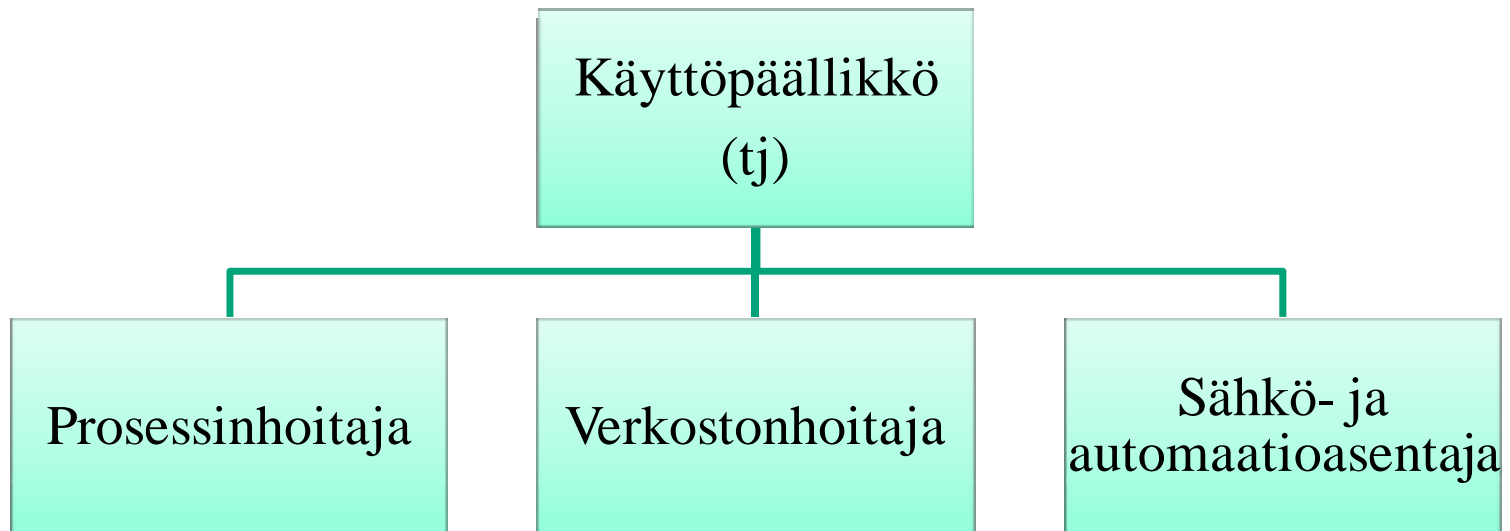 Käyttöpäällikkö
(tj)
Prosessinhoitaja
Verkostonhoitaja
Sähkö- ja
automaatioasentaja